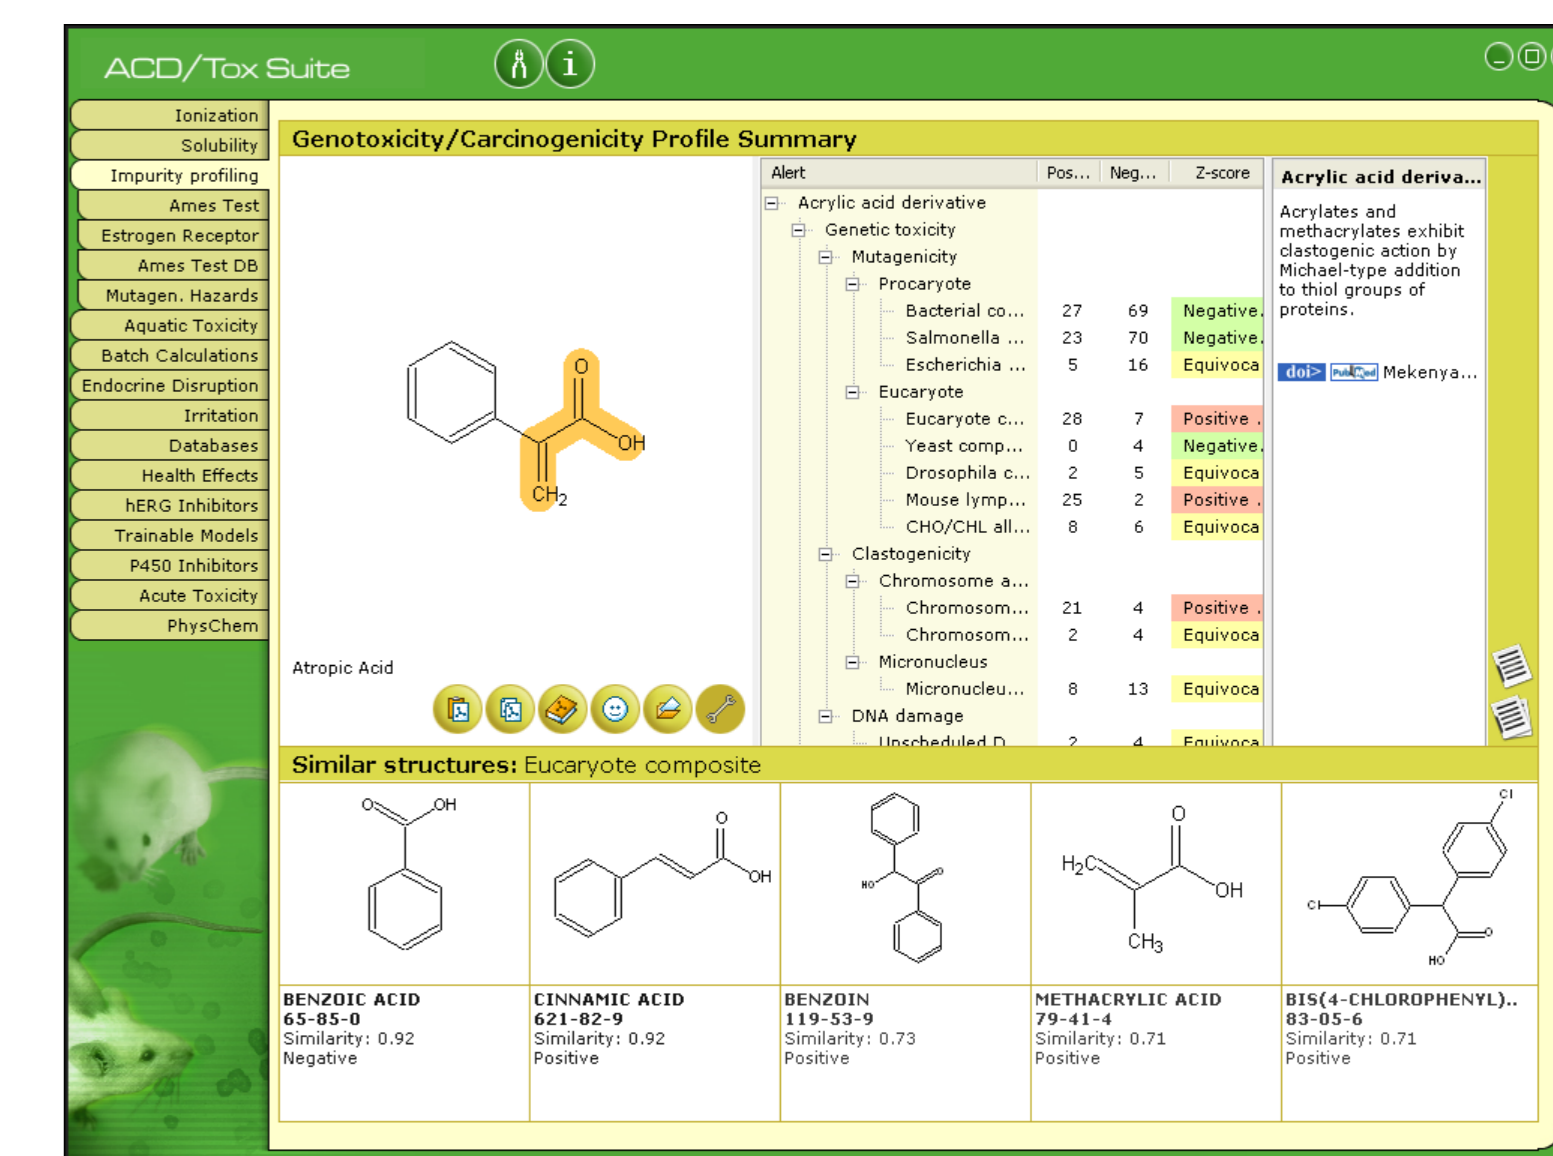 ACD/Tox Suite
i
Ionization
Solubility
Impurity profiling
Ames Test
Estrogen Receptor
Ames Test DB
Mutagen. Hazards
Aquatic Toxicity
Batch Calculations
Endocrine Disruption
Irritation
Databases
Health Effects
hERG Inhibitors
Trainable Models
P450 Inhibitors
Acute Toxicity
PhysChem
Genotoxicity/Carcinogenicity Profile Summary
O
OH
CH2
Atropic Acid
Alert Pos... Neg... Z-score
Acrylic acid derivative
Genetic toxicity
Mutagenicity
Procaryote
Bacterial co... 27 69 Negative.
Salmonella ... 23 70 Negative.
Escherichia ... 5 16 Equivoca
Eucaryote
Eucaryote c... 28 7 Positive .
Yeast comp... 0 4 Negative.
Drosophila c... 2 5 Equivoca
Mouse lymp... 25 2 Positive .
CHO/CHL all... 8 6 Equivoca
Clastogenicity
Chromosome a...
Chromosom... 21 4 Positive .
Chromosom... 2 4 Equivoca
Micronucleus
Micronucleu... 8 13 Equivoca
DNA damage
Unscheduled D 2 4 Equivoca
Acrylic acid deriva...
Acrylates and
methacrylates exhibit
clastogenic action by
Michael-type addition
to thiol groups of
proteins.
doi> PubMed Mekenya...
Similar structures: Eucaryote composite
O OH
BENZOIC ACID
65-85-0
Similarity: 0.92
Negative
O
OH
CINNAMIC ACID
621-82-9
Similarity: 0.92
Positive
HO O
BENZOIN
119-53-9
Similarity: 0.73
Positive
O
H2C
OH
CH3
METHACRYLIC ACID
79-41-4
Similarity: 0.71
Positive
Cl
Cl
O
HO
BIS(4-CHLOROPHENYL)..
83-05-6
Similarity: 0.71
Positive